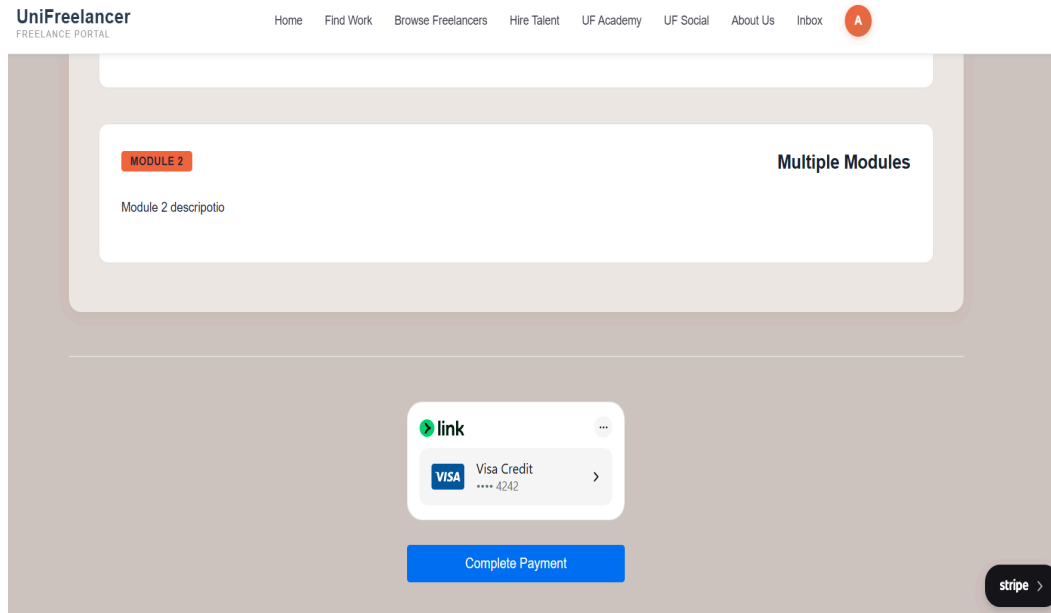 UniFreelancer
FREELANCE PORTAL
Home Find Work Browse Freelancers Hire Talent UF Academy UF Social About Us Inbox A
MODULE 2 Multiple Modules
Module 2 descripotio
link ···
VISA Visa Credit
•••• 4242
Complete Payment
stripe